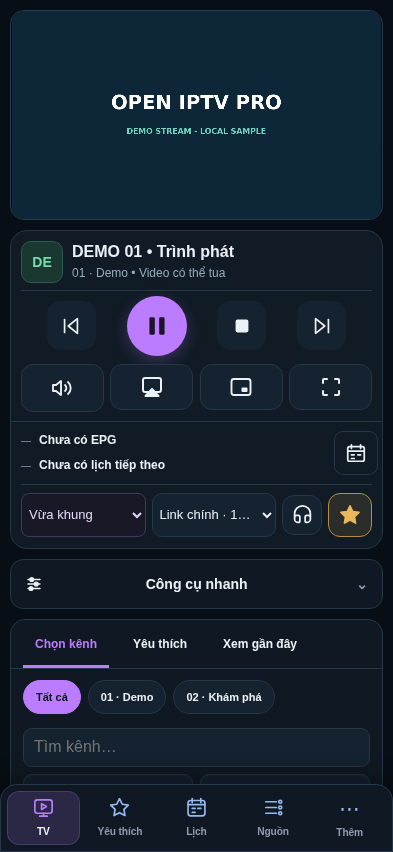 OPEN IPTV PRO
DEMO STREAM - LOCAL SAMPLE
DE
DEMO 01 • Trình phát
01 · Demo • Video có thể tua
— Chưa có EPG
— Chưa có lịch tiếp theo
Vừa khung
Link chính · 1…
Công cụ nhanh
Chọn kênh
Yêu thích
Xem gần đây
Tất cả
01 · Demo
02 · Khám phá
Tìm kênh…
TV
Yêu thích
Lịch
Nguồn
Thêm